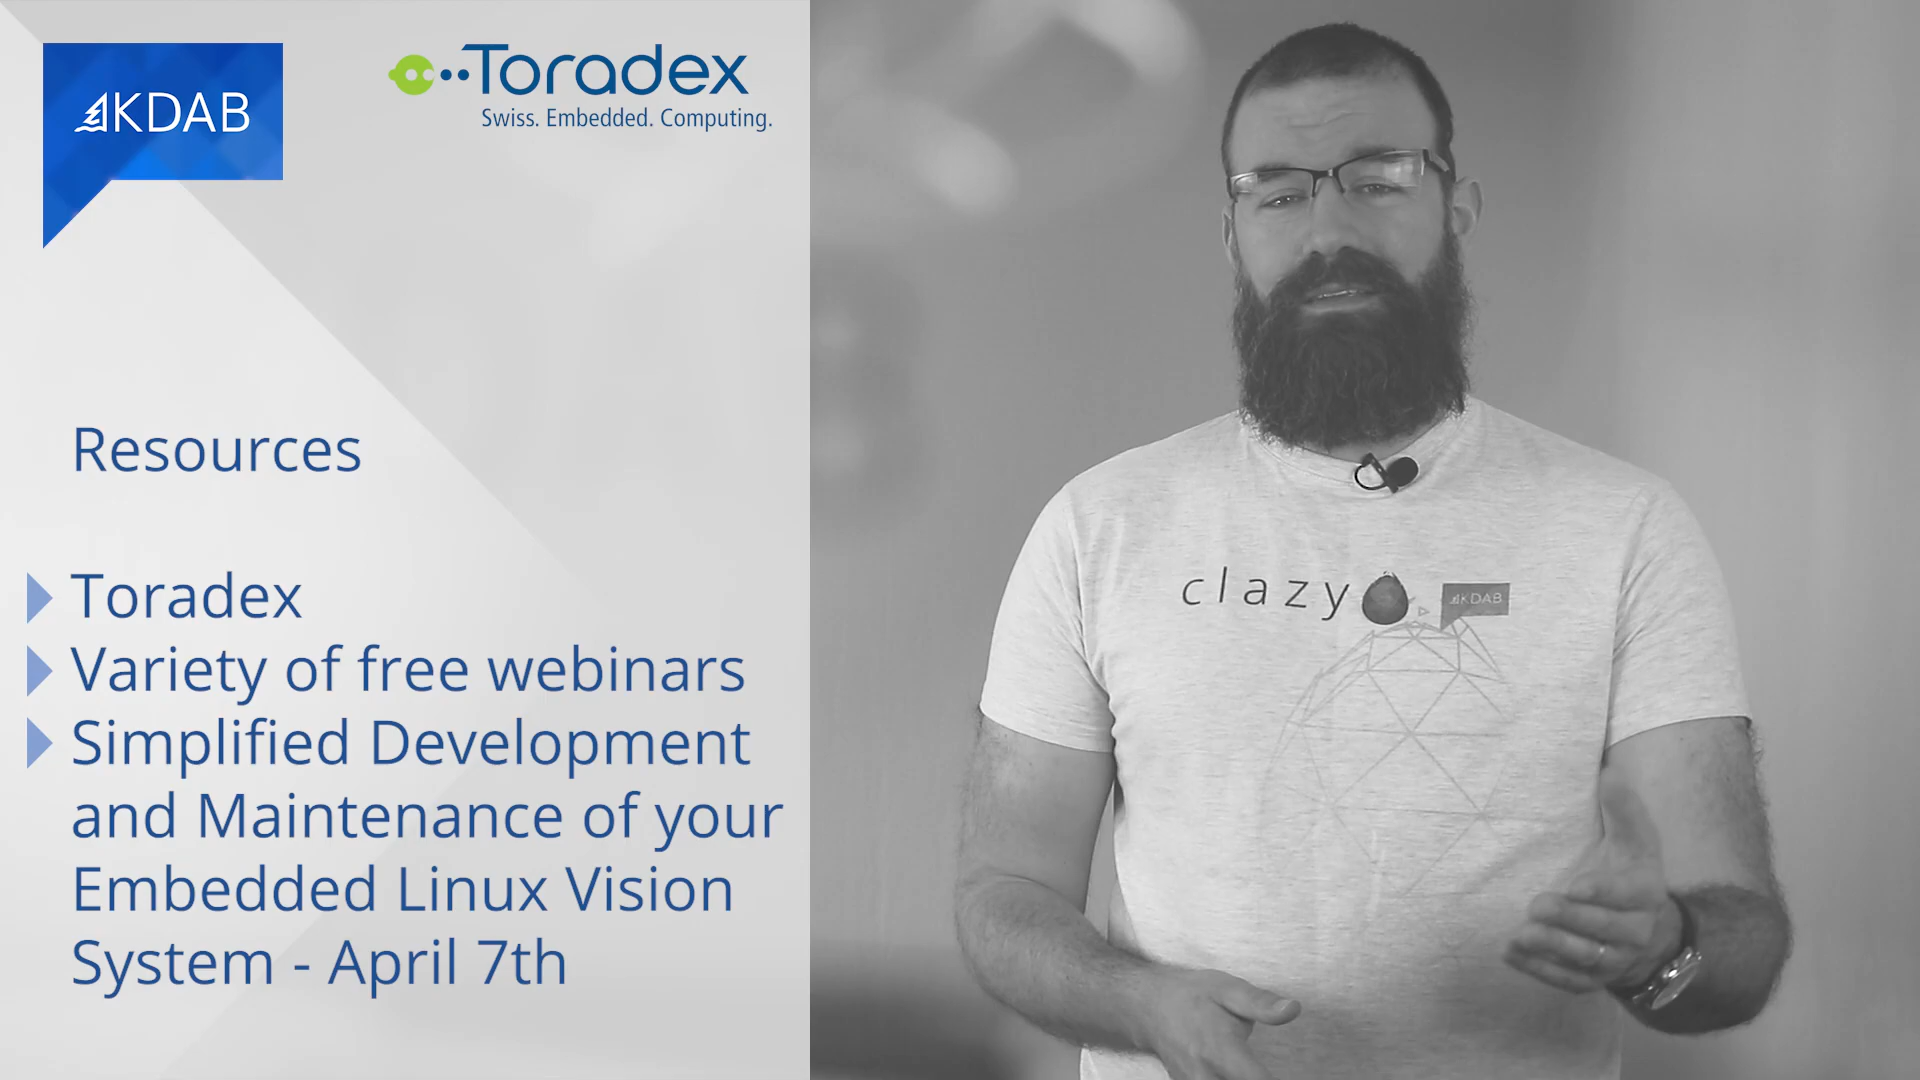 KDAB
Toradex
Swiss. Embedded. Computing.
Resources
Toradex
Variety of free webinars
Simplified Development
and Maintenance of your
Embedded Linux Vision
System - April 7th
clazy
KDAB